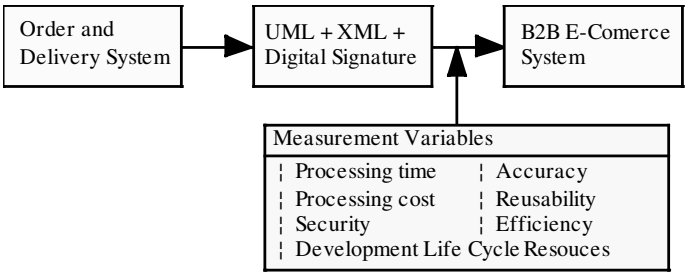 Order and
Delivery System
UML + XML +
Digital Signature
B2B E-Comerce
System
Measurement Variables
¦ Processing time ¦ Accuracy
¦ Processing cost ¦ Reusability
¦ Security ¦ Efficiency
¦ Development Life Cycle Resouces